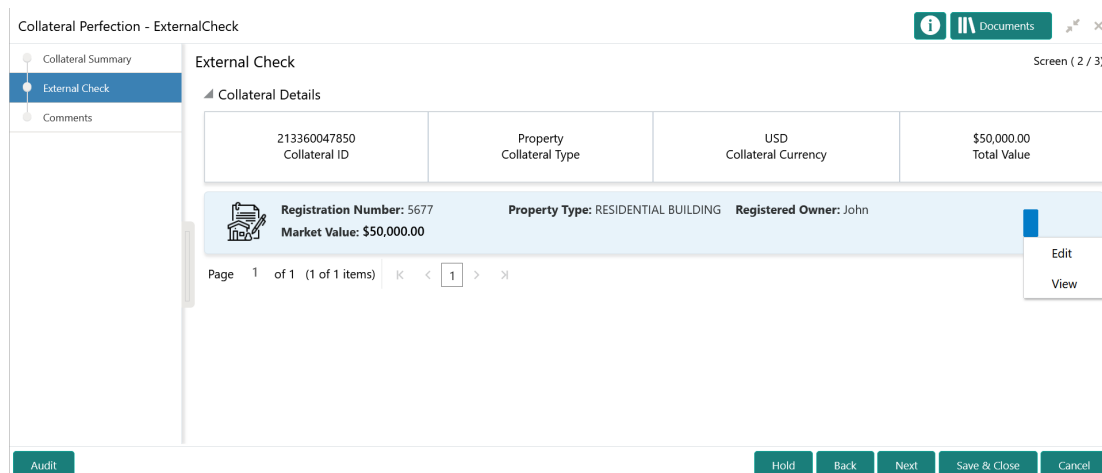 Collateral Perfection - ExternalCheck
Documents
Collateral Summary
External Check
Comments
External Check
Screen ( 2 / 3)
Collateral Details
213360047850
Collateral ID
Property
Collateral Type
USD
Collateral Currency
$50,000.00
Total Value
Registration Number: 5677 Property Type: RESIDENTIAL BUILDING Registered Owner: John
Market Value: $50,000.00
Edit
View
Page 1 of 1 (1 of 1 items) 1
Audit
Hold
Back
Next
Save & Close
Cancel